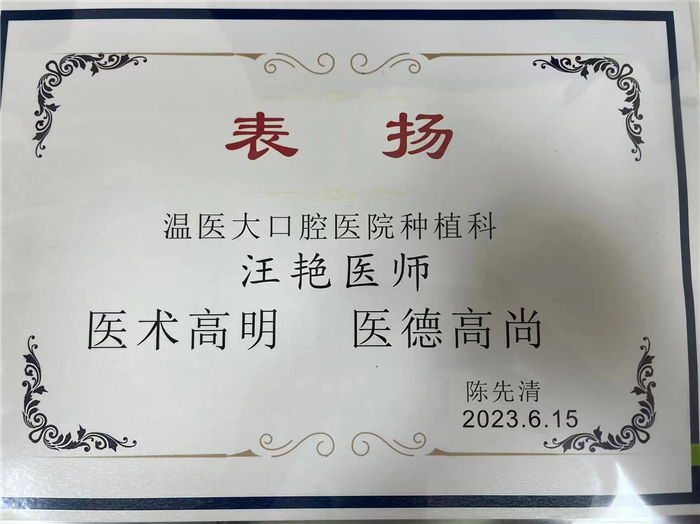 表 扬
温医大口腔医院种植科
汪艳医师
医术高明 医德高尚
陈先清
2023.6.15